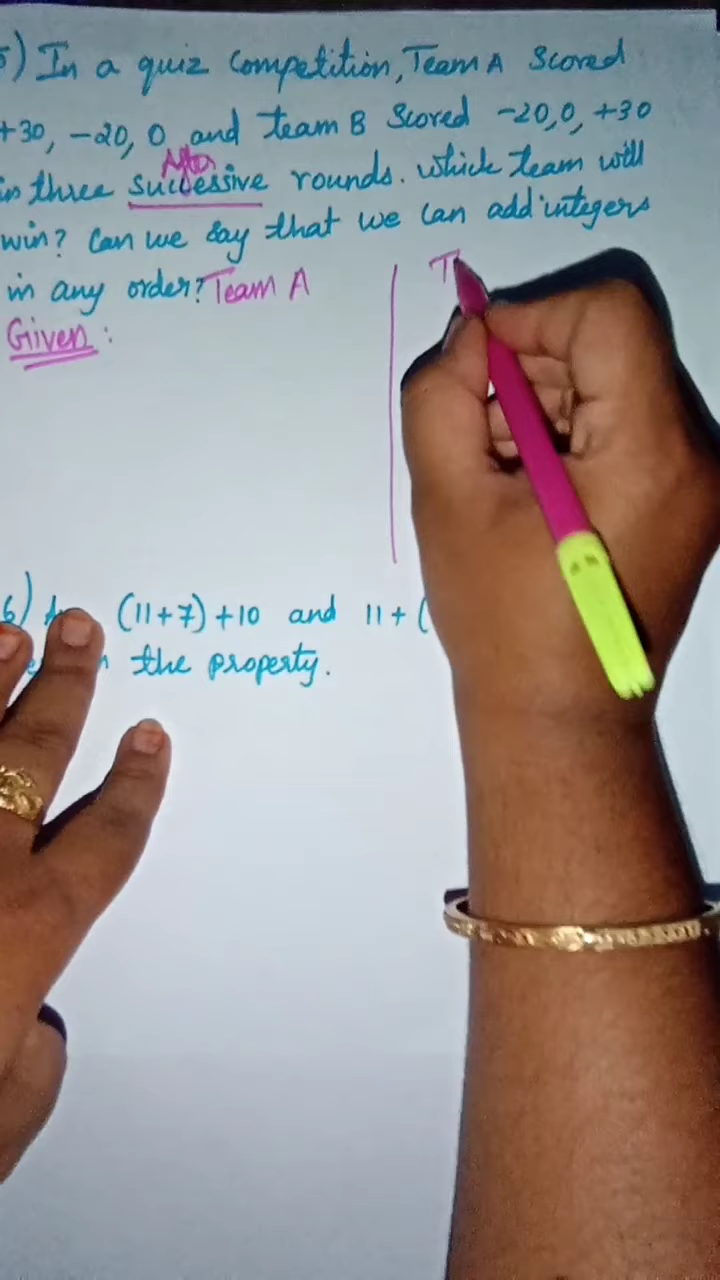 5) In a quiz competition, Team A Scored
+30, -20, 0 and team B Scored -20, 0, +30
After
in three successive rounds. which team will
win? Can we say that we can add integers
in any order? Team A
T
Given:
6) (11+7)+10 and 11+(
the property.